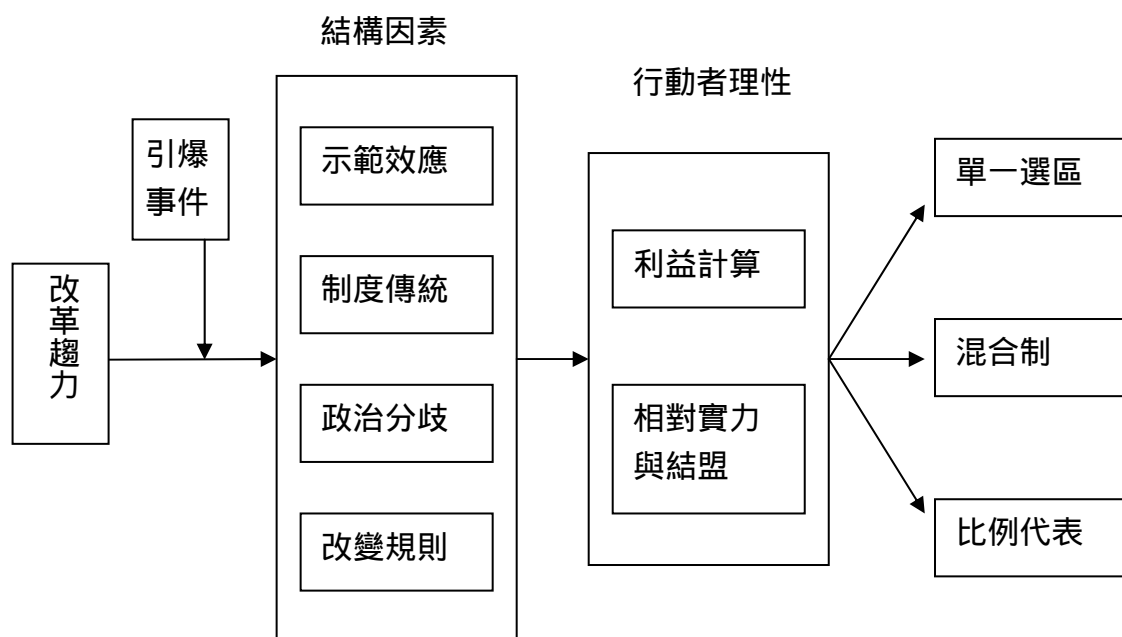 結構因素
行動者理性
引爆
事件
示範效應
單一選區
制度傳統
利益計算
改革趨力
混合制
政治分歧
相對實力
與結盟
改變規則
比例代表